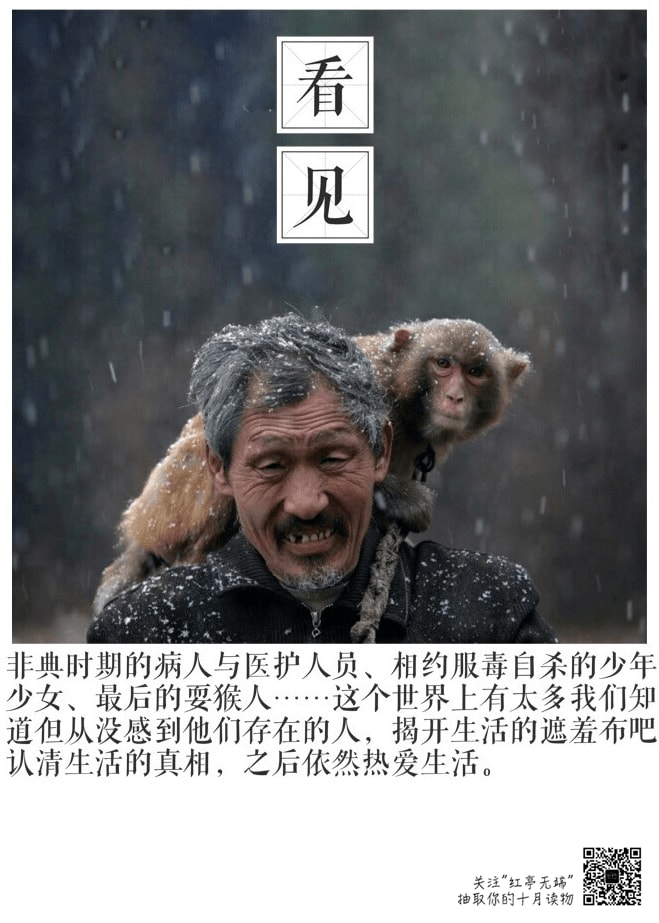 看
见
非典时期的病人与医护人员、相约服毒自杀的少年
少女、最后的耍猴人……这个世界上有太多我们知
道但从没感到他们存在的人，揭开生活的遮羞布吧
认清生活的真相，之后依然热爱生活。
关注"红亭无端"
抽取你的十月读物